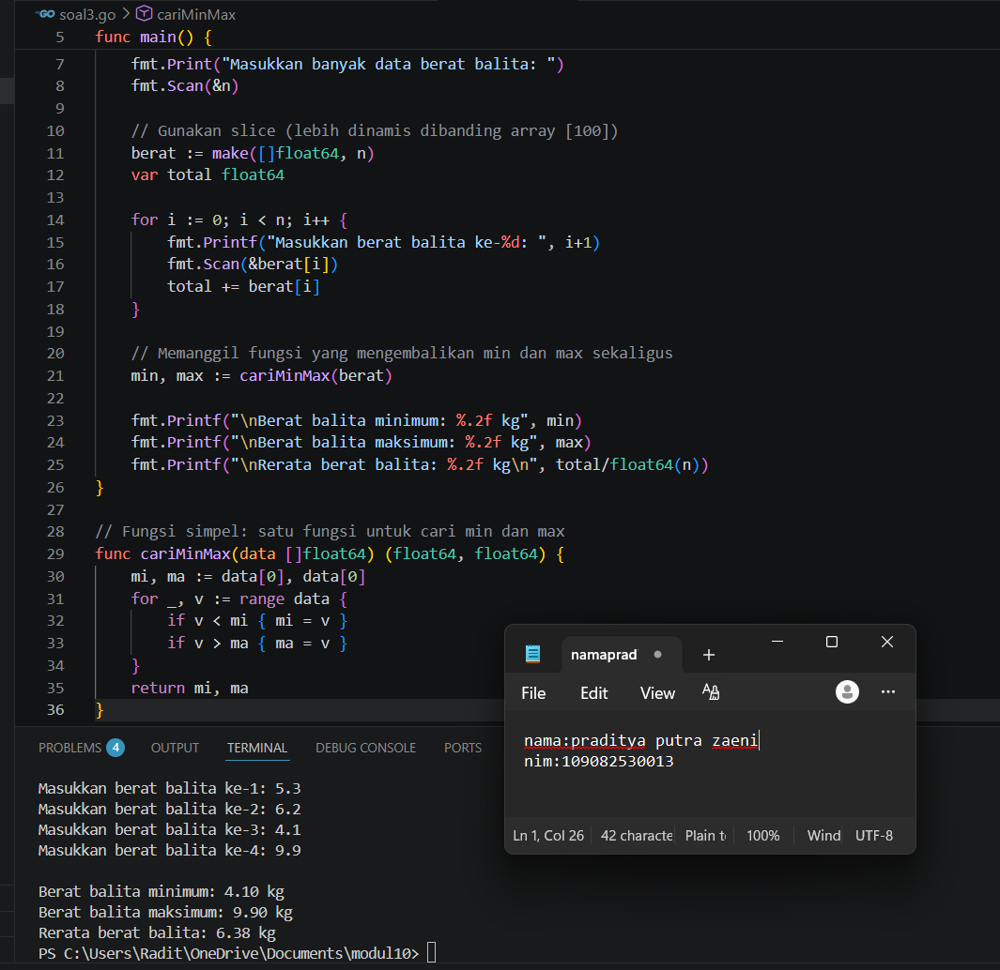 soal3.go > cariMinMax
5 func main() {
7 fmt.Print("Masukkan banyak data berat balita: ")
8 fmt.Scan(&n)
9
10 // Gunakan slice (lebih dinamis dibanding array [100])
11 berat := make([]float64, n)
12 var total float64
13
14 for i := 0; i < n; i++ {
15 fmt.Printf("Masukkan berat balita ke-%d: ", i+1)
16 fmt.Scan(&berat[i])
17 total += berat[i]
18 }
19
20 // Memanggil fungsi yang mengembalikan min dan max sekaligus
21 min, max := cariMinMax(berat)
22
23 fmt.Printf("\nBerat balita minimum: %.2f kg", min)
24 fmt.Printf("\nBerat balita maksimum: %.2f kg", max)
25 fmt.Printf("\nRerata berat balita: %.2f kg\n", total/float64(n))
26 }
27
28 // Fungsi simpel: satu fungsi untuk cari min dan max
29 func cariMinMax(data []float64) (float64, float64) {
30 mi, ma := data[0], data[0]
31 for _, v := range data {
32 if v < mi { mi = v }
33 if v > ma { ma = v }
34 }
35 return mi, ma
36 }
PROBLEMS 4 OUTPUT TERMINAL DEBUG CONSOLE PORTS
Masukkan berat balita ke-1: 5.3
Masukkan berat balita ke-2: 6.2
Masukkan berat balita ke-3: 4.1
Masukkan berat balita ke-4: 9.9
Berat balita minimum: 4.10 kg
Berat balita maksimum: 9.90 kg
Rerata berat balita: 6.38 kg
PS C:\Users\Radit\OneDrive\Documents\modul10>
namaprad
File Edit View
nama:praditya putra zaeni
nim:109082530013
Ln 1, Col 26 42 characte Plain t 100% Wind UTF-8